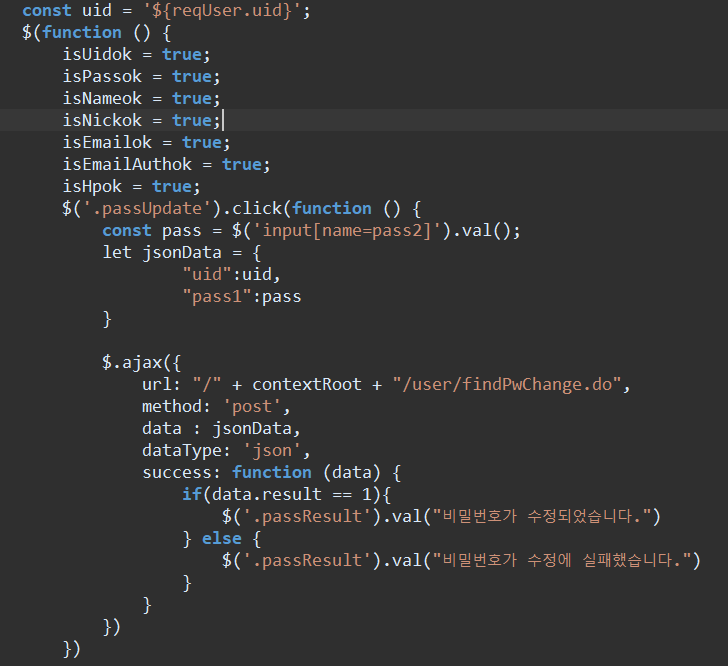 const uid = '${reqUser.uid}';
$(function () {
isUidok = true;
isPassok = true;
isNameok = true;
isNickok = true;
isEmailok = true;
isEmailAuthok = true;
isHpok = true;
$('.passUpdate').click(function () {
const pass = $('input[name=pass2]').val();
let jsonData = {
"uid":uid,
"pass1":pass
}
$.ajax({
url: "/" + contextRoot + "/user/findPwChange.do",
method: 'post',
data : jsonData,
dataType: 'json',
success: function (data) {
if(data.result == 1){
$('.passResult').val("비밀번호가 수정되었습니다.")
} else {
$('.passResult').val("비밀번호가 수정에 실패했습니다.")
}
}
})
})